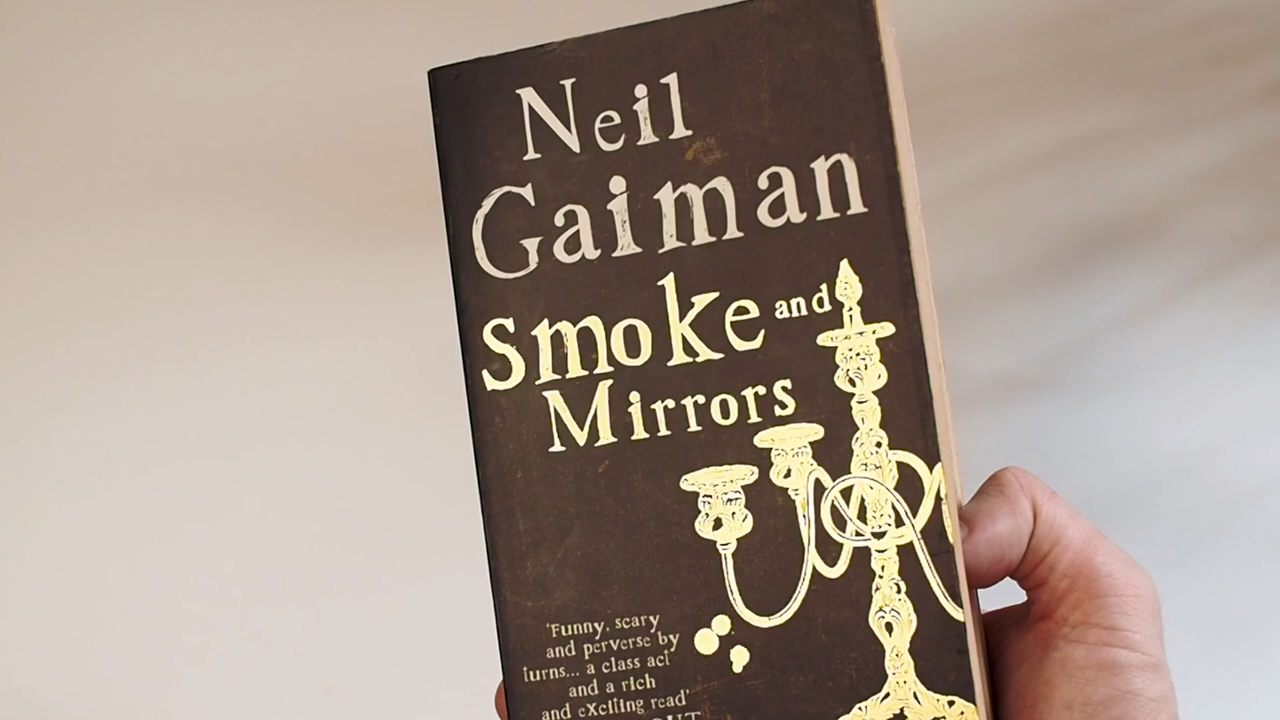 Neil
Gaiman
Smoke and
Mirrors
'Funny, scary
and perverse by
turns... a class act
and a rich
and exciting read'